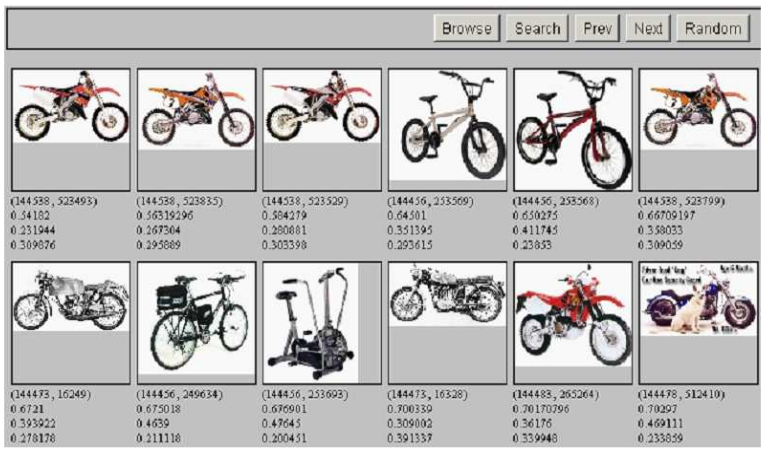 Browse Search Prev Next Random
(144538, 523493) (144538, 523835) (144538, 523529) (144456, 253569) (144456, 253568) (144538, 523799)
0.54182 0.56319296 0.584279 0.64501 0.650275 0.66709197
0.231944 0.267304 0.280881 0.351395 0.411745 0.358033
0.309876 0.295889 0.303398 0.293615 0.23853 0.309059
(144473, 16249) (144456, 249634) (144456, 253693) (144473, 16328) (144483, 265264) (144478, 512410)
0.6721 0.675018 0.676901 0.700339 0.70170796 0.70297
0.393922 0.4639 0.47645 0.309002 0.36176 0.469111
0.278178 0.211118 0.200451 0.391337 0.339948 0.233859